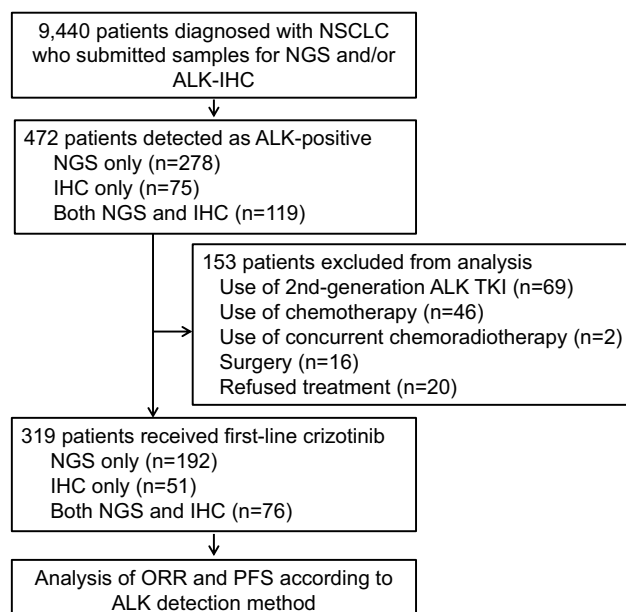 9,440 patients diagnosed with NSCLC
who submitted samples for NGS and/or
ALK-IHC
472 patients detected as ALK-positive
NGS only (n=278)
IHC only (n=75)
Both NGS and IHC (n=119)
153 patients excluded from analysis
Use of 2nd-generation ALK TKI (n=69)
Use of chemotherapy (n=46)
Use of concurrent chemoradiotherapy (n=2)
Surgery (n=16)
Refused treatment (n=20)
319 patients received first-line crizotinib
NGS only (n=192)
IHC only (n=51)
Both NGS and IHC (n=76)
Analysis of ORR and PFS according to
ALK detection method